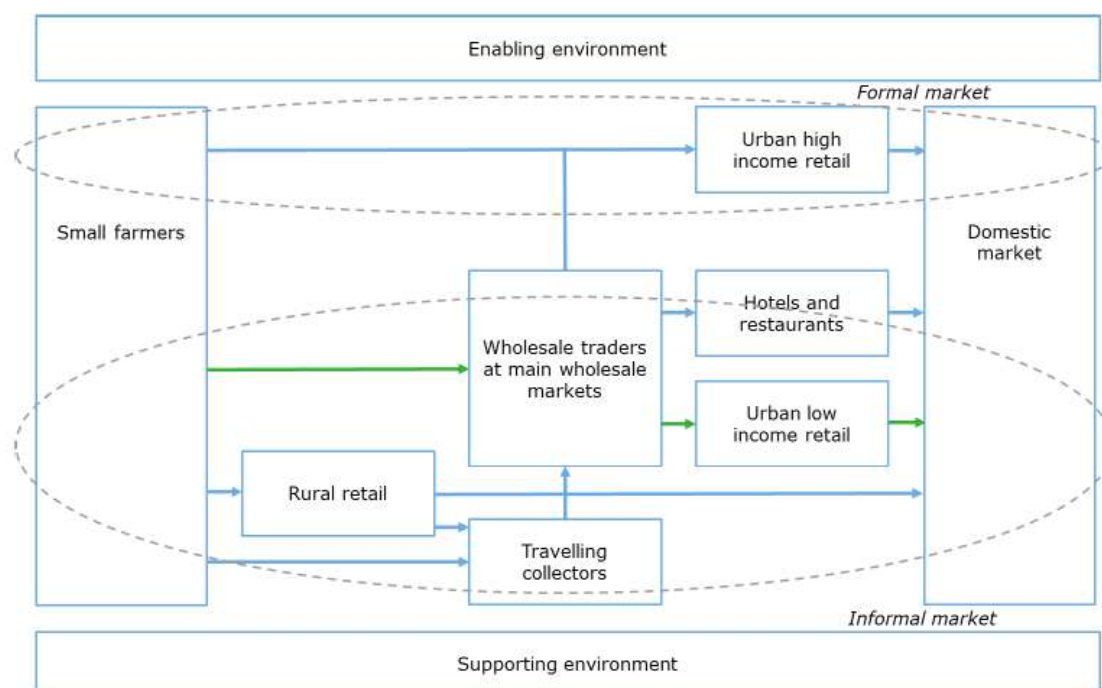 Enabling environment
Formal market
Urban high
income retail
Small farmers
Domestic
market
Hotels and
restaurants
Wholesale traders
at main wholesale
markets
Urban low
income retail
Rural retail
Travelling
collectors
Informal market
Supporting environment